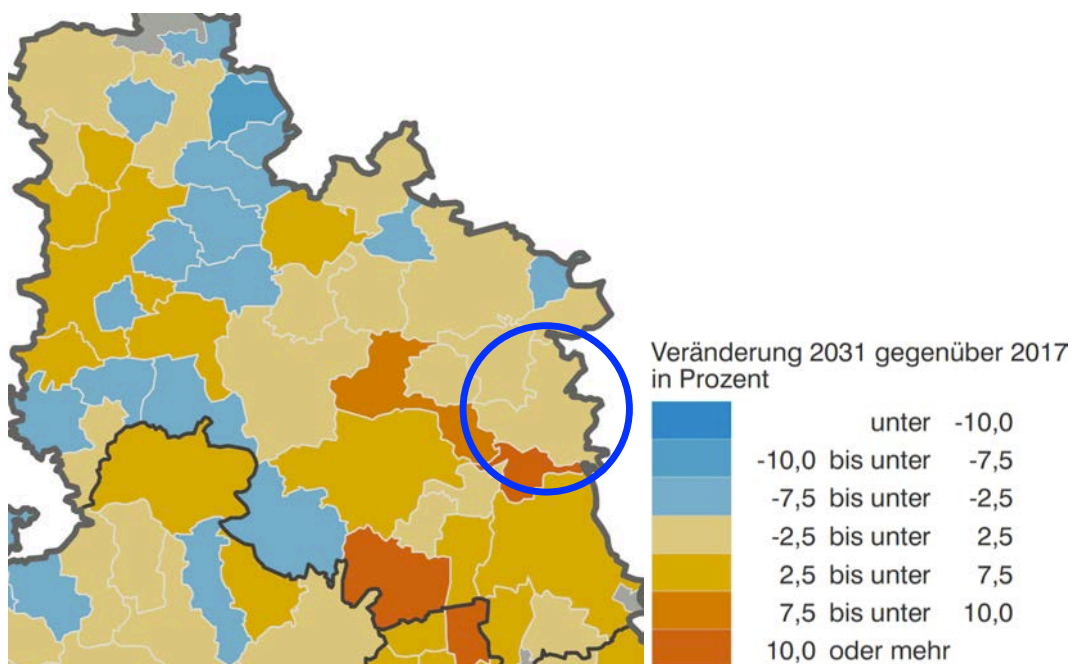 Veränderung 2031 gegenüber 2017
in Prozent
unter -10,0
-10,0 bis unter -7,5
-7,5 bis unter -2,5
-2,5 bis unter 2,5
2,5 bis unter 7,5
7,5 bis unter 10,0
10,0 oder mehr